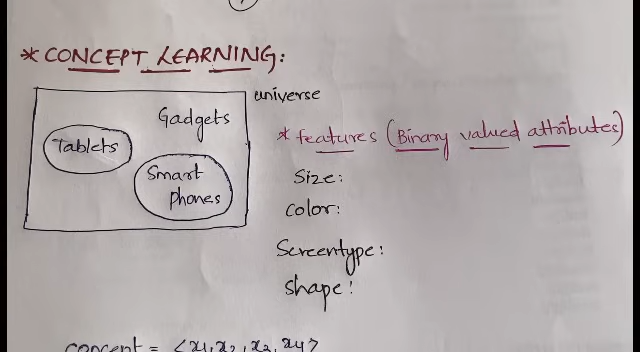 * CONCEPT LEARNING:
universe
Gadgets
Tablets
Smart
phones
* features (Binary valued attributes)
Size:
color:
Screentype:
shape:
concept = <x1, x2, x3, x4>